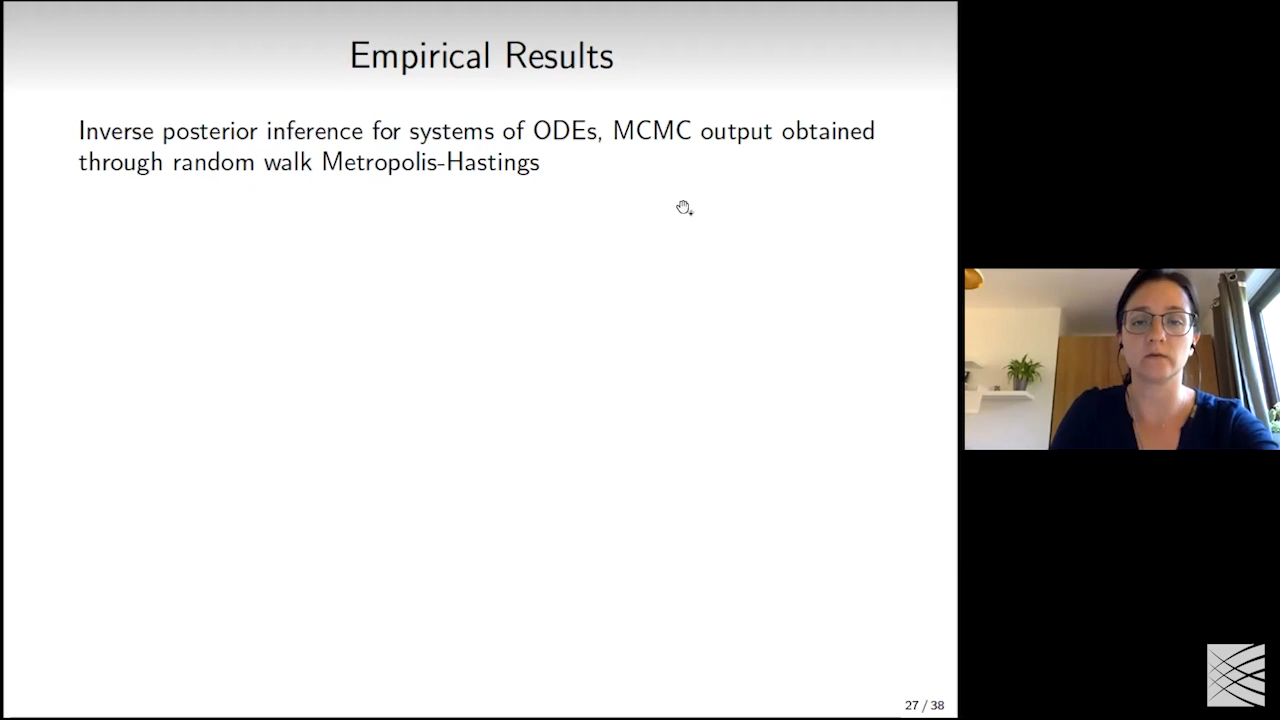 Empirical Results
Inverse posterior inference for systems of ODEs, MCMC output obtained
through random walk Metropolis-Hastings
27 / 38